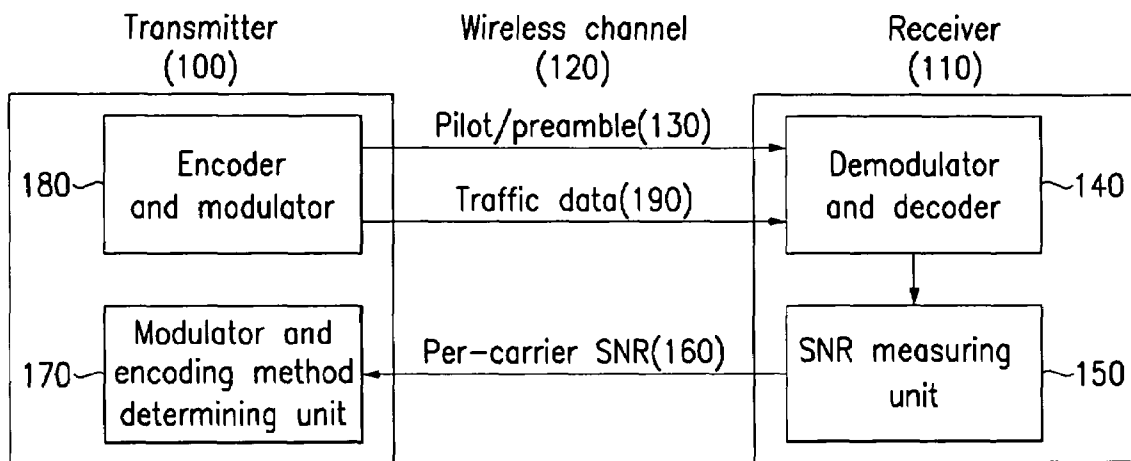 Transmitter
(100)
Wireless channel
(120)
Receiver
(110)
180
Encoder
and modulator
Pilot/preamble(130)
Traffic data(190)
Demodulator
and decoder
140
170
Modulator and
encoding method
determining unit
Per-carrier SNR(160)
SNR measuring
unit
150